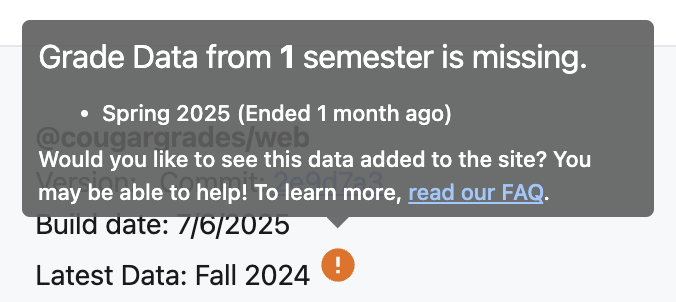 Grade Data from 1 semester is missing.
• Spring 2025 (Ended 1 month ago)
@cougargrades/web
Would you like to see this data added to the site? You
Version: Commit: 2e9d7a3
may be able to help! To learn more, read our FAQ.
Build date: 7/6/2025
Latest Data: Fall 2024 !